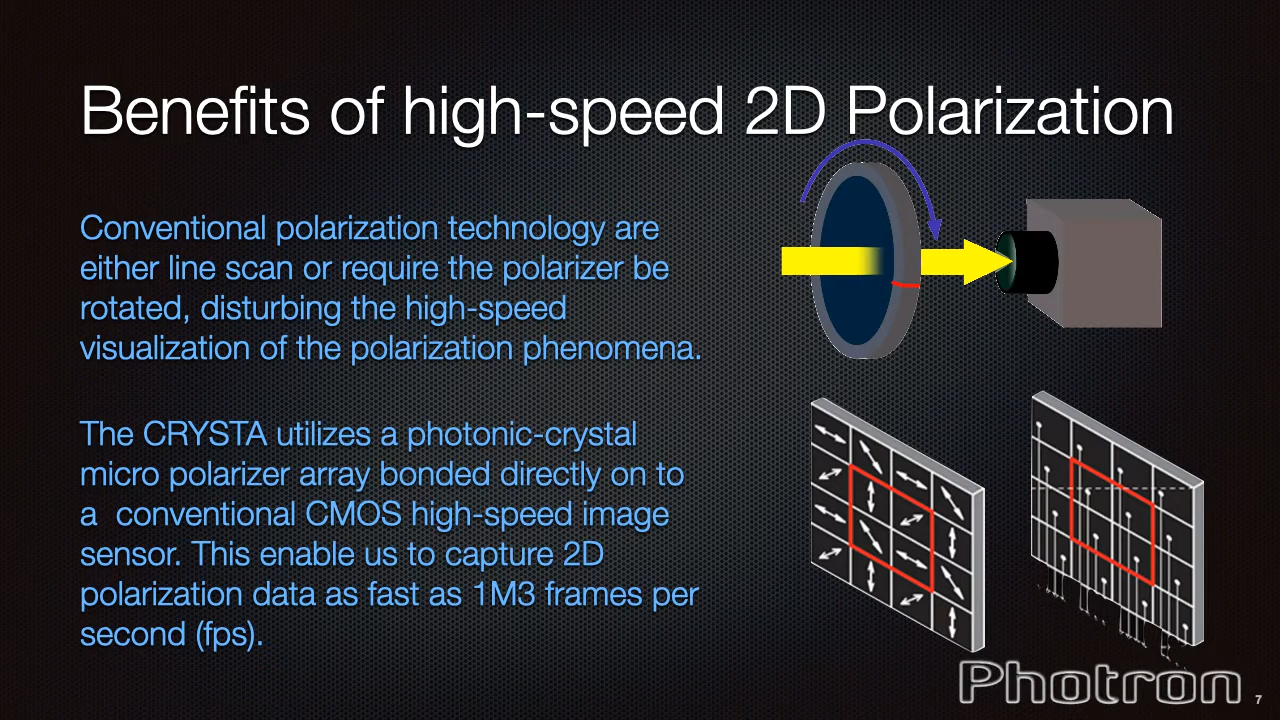 Benefits of high-speed 2D Polarization
Conventional polarization technology are
either line scan or require the polarizer be
rotated, disturbing the high-speed
visualization of the polarization phenomena.
The CRYSTA utilizes a photonic-crystal
micro polarizer array bonded directly on to
a  conventional CMOS high-speed image
sensor. This enable us to capture 2D
polarization data as fast as 1M3 frames per
second (fps).
Photron
7